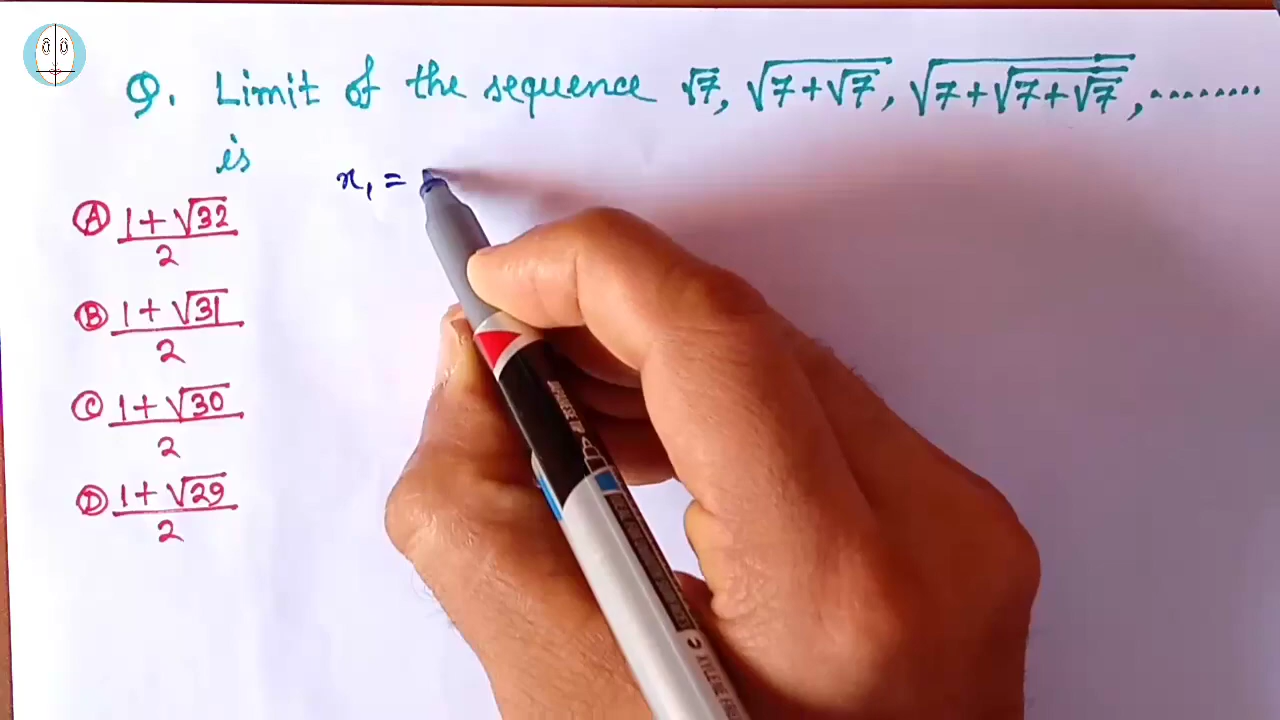 Q. Limit of the sequence √7, √(7+√7), √(7+√(7+√7)), ........
is
x₁ =
Ⓐ (1+√32)/2
Ⓑ (1+√31)/2
Ⓒ (1+√30)/2
Ⓓ (1+√29)/2